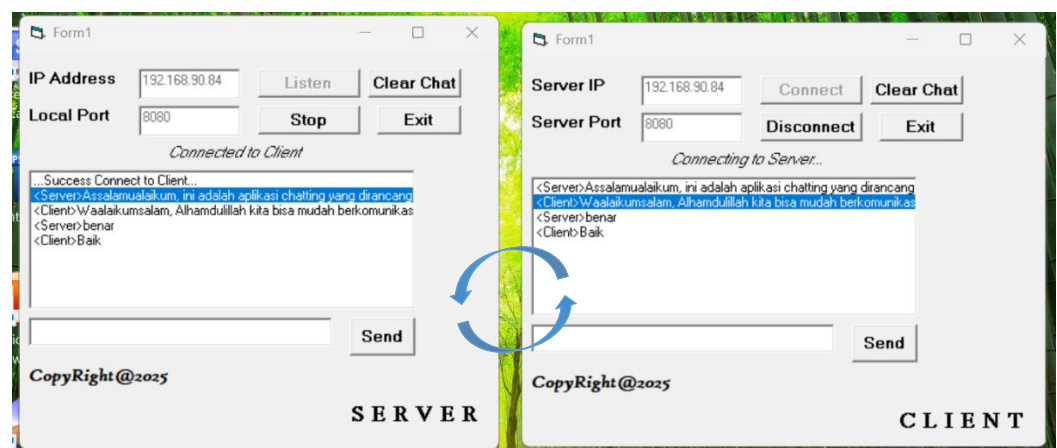 Form1
IP Address 192.168.90.84 Listen Clear Chat
Local Port 8080 Stop Exit
Connected to Client
...Success Connect to Client...
<Server>Assalamualaikum, ini adalah aplikasi chatting yang dirancang
<Client>Waalaikumsalam, Alhamdulillah kita bisa mudah berkomunikas
<Server>benar
<Client>Baik
Send
CopyRight@2025
SERVER
Form1
Server IP 192.168.90.84 Connect Clear Chat
Server Port 8080 Disconnect Exit
Connecting to Server...
<Server>Assalamualaikum, ini adalah aplikasi chatting yang dirancang
<Client>Waalaikumsalam, Alhamdulillah kita bisa mudah berkomunikas
<Server>benar
<Client>Baik
Send
CopyRight@2025
CLIENT